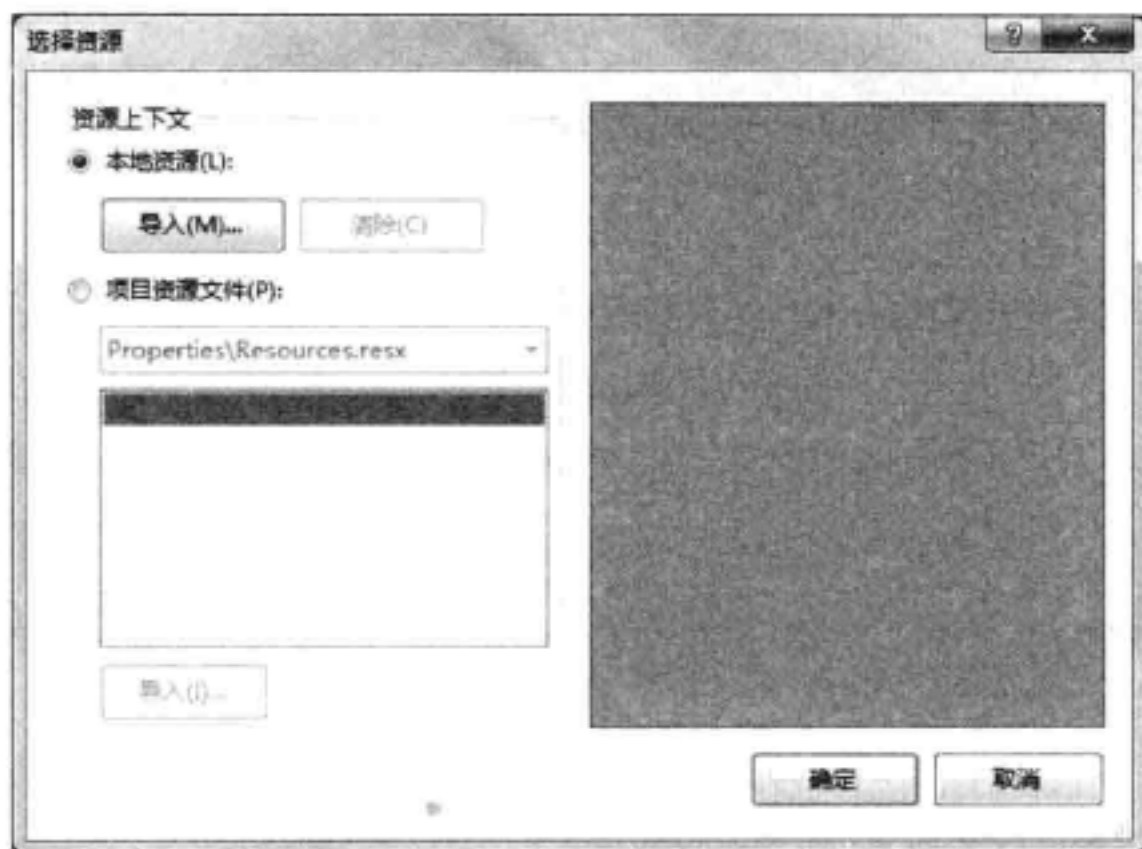 选择资源
资源上下文
本地资源(L):
导入(M)... 清除(C)
项目资源文件(P):
Properties\Resources.resx
导入(I)...
确定 取消